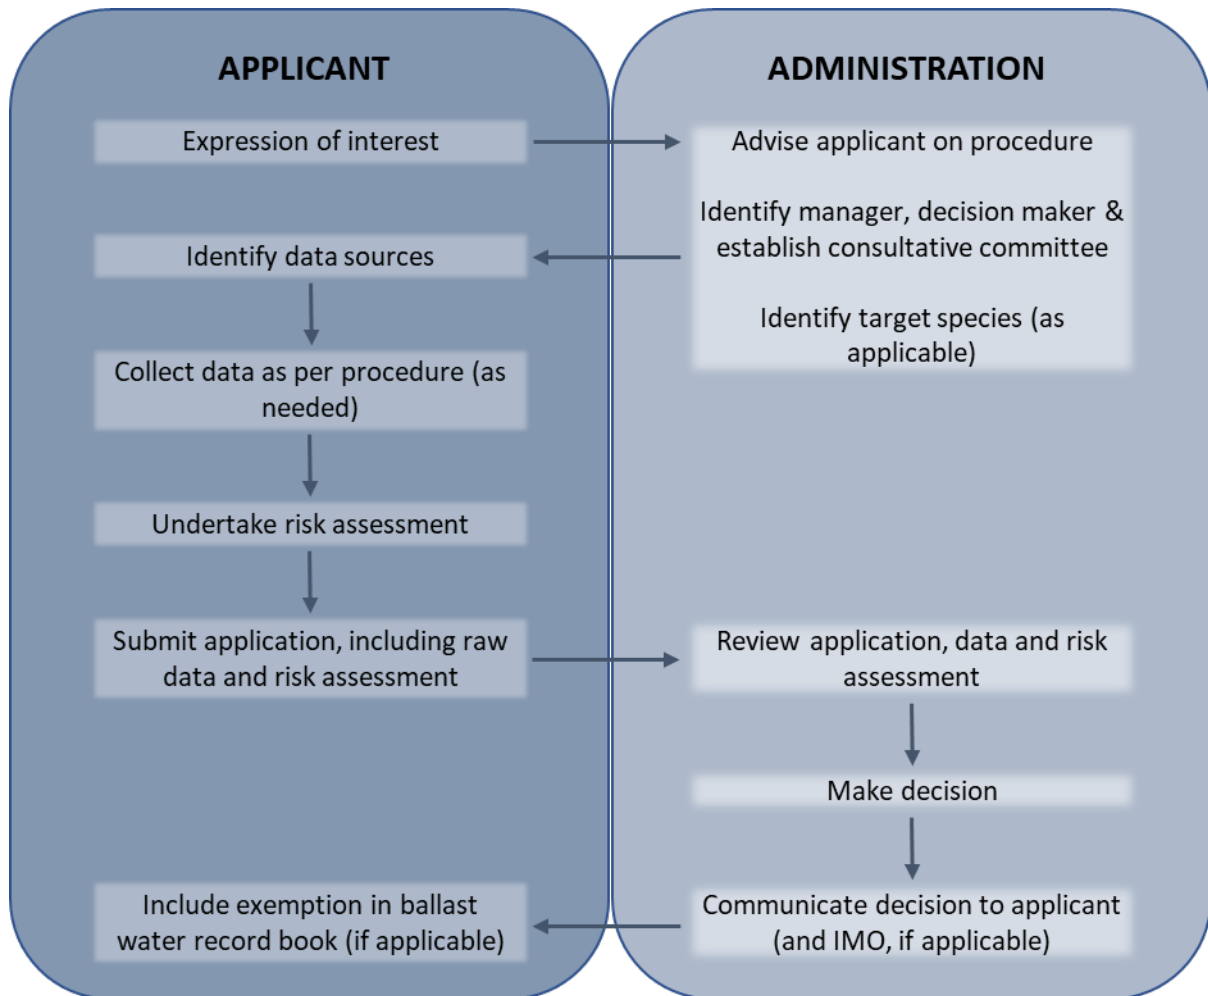 APPLICANT
Expression of interest
Identify data sources
Collect data as per procedure (as
needed)
Undertake risk assessment
Submit application, including raw
data and risk assessment
Include exemption in ballast
water record book (if applicable)
ADMINISTRATION
Advise applicant on procedure
Identify manager, decision maker &
establish consultative committee
Identify target species (as
applicable)
Review application, data and risk
assessment
Make decision
Communicate decision to applicant
(and IMO, if applicable)